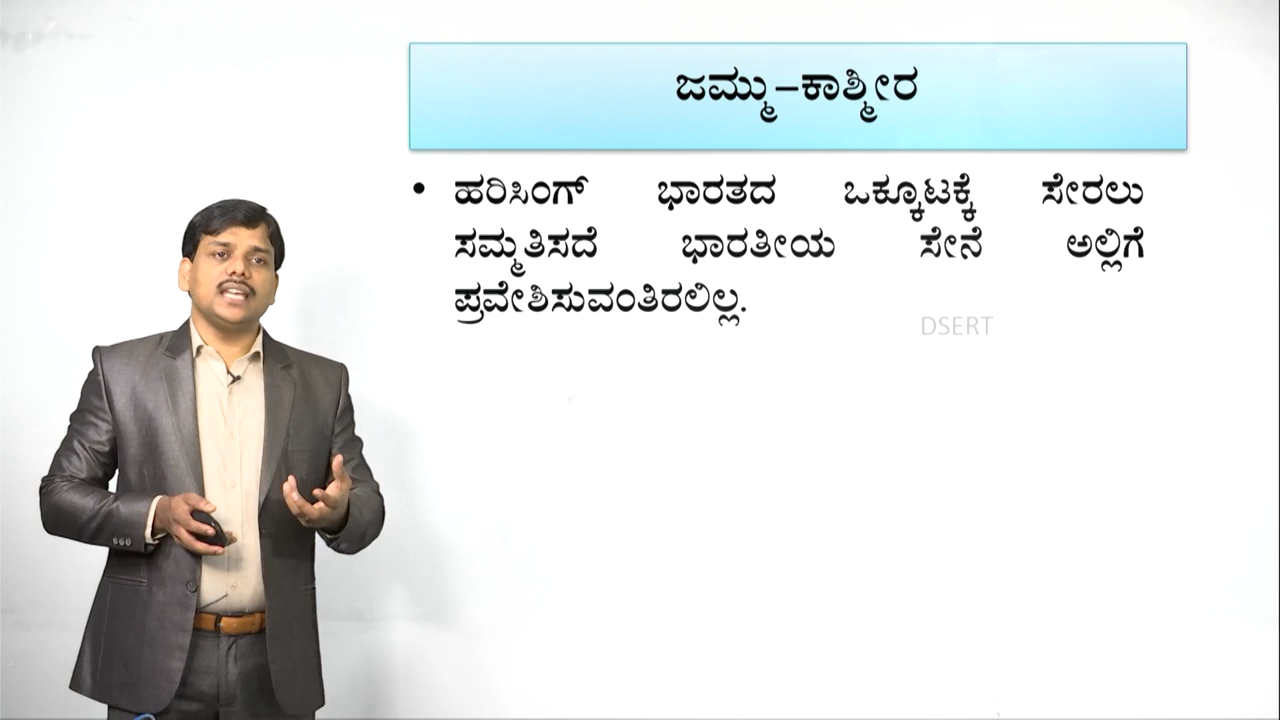 ಜಮ್ಮು-ಕಾಶ್ಮೀರ
• ಹರಿಸಿಂಗ್ ಭಾರತದ ಒಕ್ಕೂಟಕ್ಕೆ ಸೇರಲು
ಸಮ್ಮತಿಸದೆ ಭಾರತೀಯ ಸೇನೆ ಅಲ್ಲಿಗೆ
ಪ್ರವೇಶಿಸುವಂತಿರಲಿಲ್ಲ.
DSERT